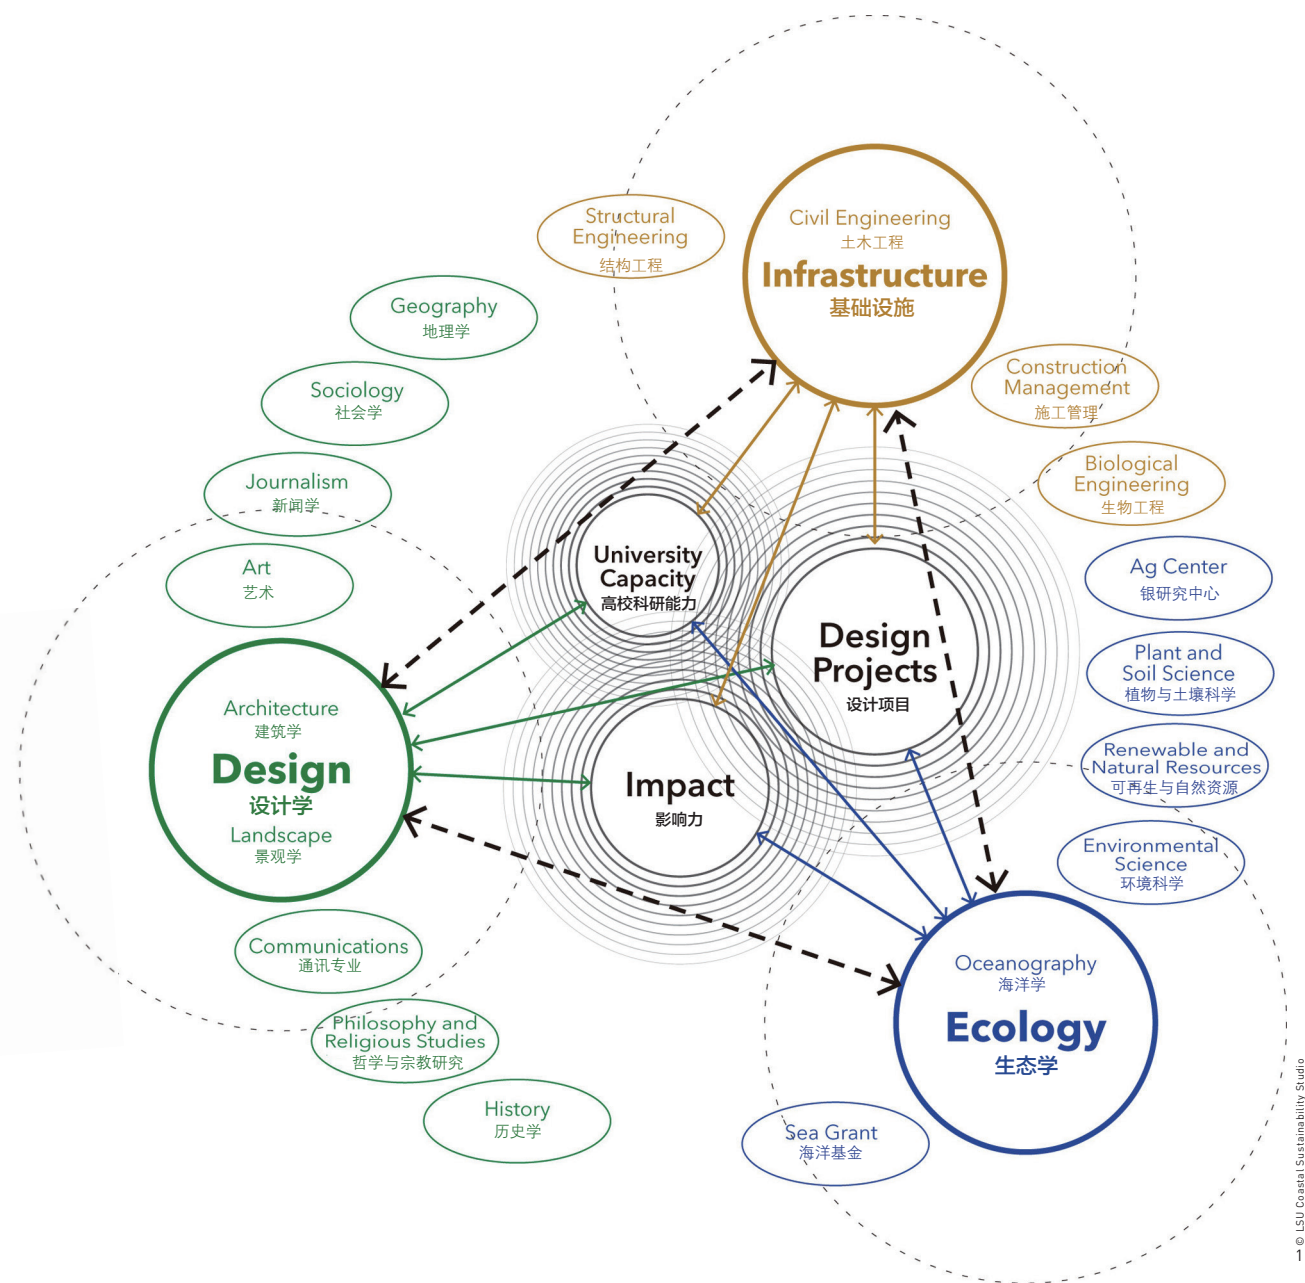 Structural
Engineering
结构工程
Civil Engineering
土木工程
Infrastructure
基础设施
Geography
地理学
Sociology
社会学
Construction
Management
施工管理
Journalism
新闻学
Biological
Engineering
生物工程
Art
艺术
University
Capacity
高校科研能力
Ag Center
银研究中心
Design
Projects
设计项目
Plant and
Soil Science
植物与土壤科学
Architecture
建筑学
Design
设计学
Landscape
景观学
Impact
影响力
Renewable and
Natural Resources
可再生与自然资源
Environmental
Science
环境科学
Communications
通讯专业
Oceanography
海洋学
Ecology
生态学
Philosophy and
Religious Studies
哲学与宗教研究
History
历史学
Sea Grant
海洋基金
© LSU Coastal Sustainability Studio
1